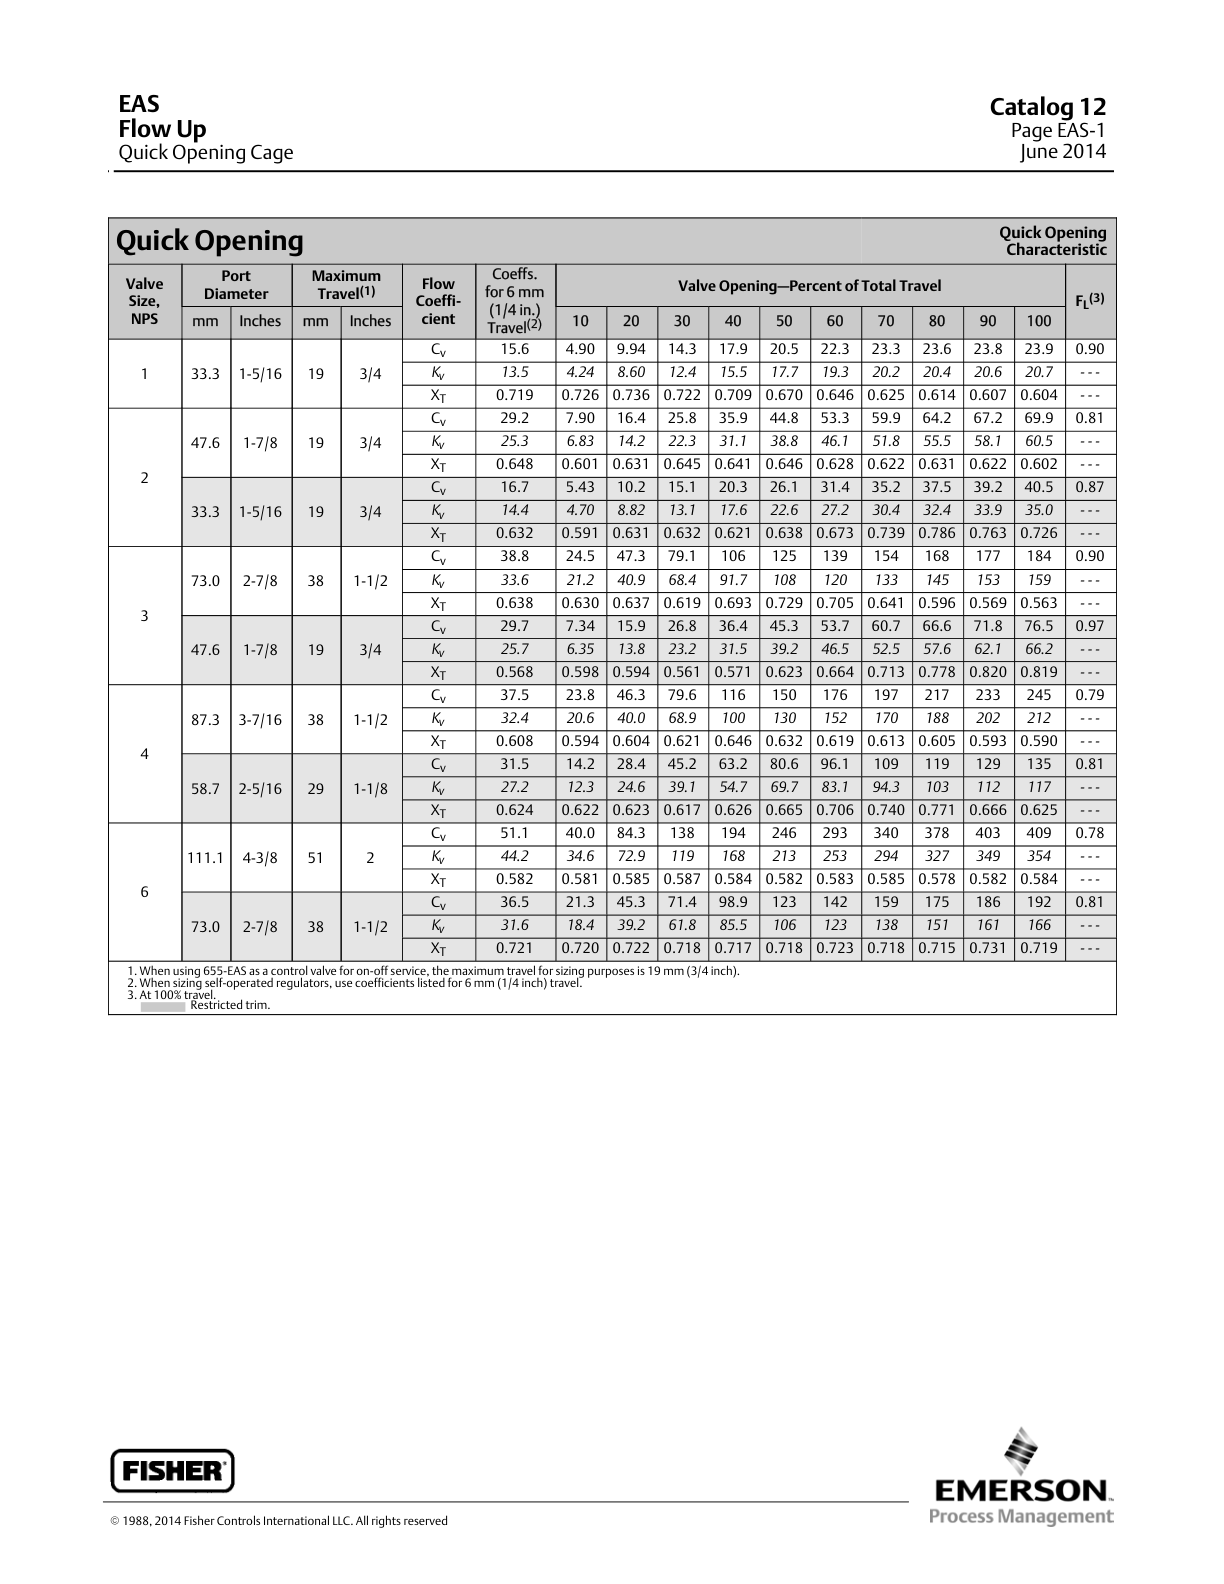 EAS
Flow Up
Quick Opening Cage
Catalog 12
Page EAS-1
June 2014
Quick Opening
Quick Opening
Characteristic
Valve Size, NPS | Port Diameter | Maximum Travel(1) | Flow Coeffi-cient | Coeffs. for 6 mm (1/4 in.) Travel(2) | Valve Opening—Percent of Total Travel | FL(3)
mm Inches mm Inches 10 20 30 40 50 60 70 80 90 100
1 33.3 1-5/16 19 3/4
Cv 15.6 4.90 9.94 14.3 17.9 20.5 22.3 23.3 23.6 23.8 23.9 0.90
Kv 13.5 4.24 8.60 12.4 15.5 17.7 19.3 20.2 20.4 20.6 20.7 - - -
XT 0.719 0.726 0.736 0.722 0.709 0.670 0.646 0.625 0.614 0.607 0.604 - - -
2 47.6 1-7/8 19 3/4
Cv 29.2 7.90 16.4 25.8 35.9 44.8 53.3 59.9 64.2 67.2 69.9 0.81
Kv 25.3 6.83 14.2 22.3 31.1 38.8 46.1 51.8 55.5 58.1 60.5 - - -
XT 0.648 0.601 0.631 0.645 0.641 0.646 0.628 0.622 0.631 0.622 0.602 - - -
33.3 1-5/16 19 3/4
Cv 16.7 5.43 10.2 15.1 20.3 26.1 31.4 35.2 37.5 39.2 40.5 0.87
Kv 14.4 4.70 8.82 13.1 17.6 22.6 27.2 30.4 32.4 33.9 35.0 - - -
XT 0.632 0.591 0.631 0.632 0.621 0.638 0.673 0.739 0.786 0.763 0.726 - - -
3 73.0 2-7/8 38 1-1/2
Cv 38.8 24.5 47.3 79.1 106 125 139 154 168 177 184 0.90
Kv 33.6 21.2 40.9 68.4 91.7 108 120 133 145 153 159 - - -
XT 0.638 0.630 0.637 0.619 0.693 0.729 0.705 0.641 0.596 0.569 0.563 - - -
47.6 1-7/8 19 3/4
Cv 29.7 7.34 15.9 26.8 36.4 45.3 53.7 60.7 66.6 71.8 76.5 0.97
Kv 25.7 6.35 13.8 23.2 31.5 39.2 46.5 52.5 57.6 62.1 66.2 - - -
XT 0.568 0.598 0.594 0.561 0.571 0.623 0.664 0.713 0.778 0.820 0.819 - - -
4 87.3 3-7/16 38 1-1/2
Cv 37.5 23.8 46.3 79.6 116 150 176 197 217 233 245 0.79
Kv 32.4 20.6 40.0 68.9 100 130 152 170 188 202 212 - - -
XT 0.608 0.594 0.604 0.621 0.646 0.632 0.619 0.613 0.605 0.593 0.590 - - -
58.7 2-5/16 29 1-1/8
Cv 31.5 14.2 28.4 45.2 63.2 80.6 96.1 109 119 129 135 0.81
Kv 27.2 12.3 24.6 39.1 54.7 69.7 83.1 94.3 103 112 117 - - -
XT 0.624 0.622 0.623 0.617 0.626 0.665 0.706 0.740 0.771 0.666 0.625 - - -
6 111.1 4-3/8 51 2
Cv 51.1 40.0 84.3 138 194 246 293 340 378 403 409 0.78
Kv 44.2 34.6 72.9 119 168 213 253 294 327 349 354 - - -
XT 0.582 0.581 0.585 0.587 0.584 0.582 0.583 0.585 0.578 0.582 0.584 - - -
73.0 2-7/8 38 1-1/2
Cv 36.5 21.3 45.3 71.4 98.9 123 142 159 175 186 192 0.81
Kv 31.6 18.4 39.2 61.8 85.5 106 123 138 151 161 166 - - -
XT 0.721 0.720 0.722 0.718 0.717 0.718 0.723 0.718 0.715 0.731 0.719 - - -
1. When using 655-EAS as a control valve for on-off service, the maximum travel for sizing purposes is 19 mm (3/4 inch).
2. When sizing self-operated regulators, use coefficients listed for 6 mm (1/4 inch) travel.
3. At 100% travel.
Restricted trim.
FISHER®
EMERSON™
Process Management
© 1988, 2014 Fisher Controls International LLC. All rights reserved